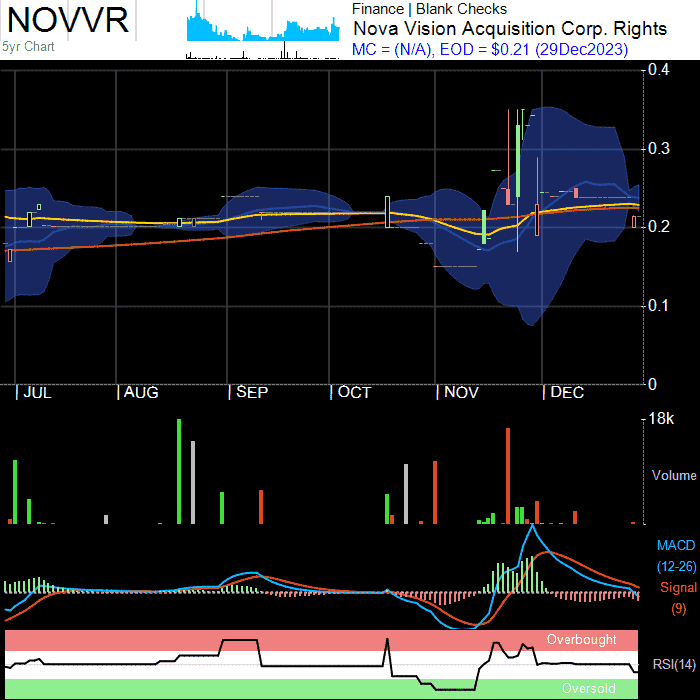 NOVVR
5yr Chart
Finance | Blank Checks
Nova Vision Acquisition Corp. Rights
MC = (N/A), EOD = $0.21 (29Dec2023)
0.4
0.3
0.2
0.1
0
JUL AUG SEP OCT NOV DEC
18k
Volume
MACD
(12-26)
Signal
(9)
Overbought
RSI(14)
Oversold